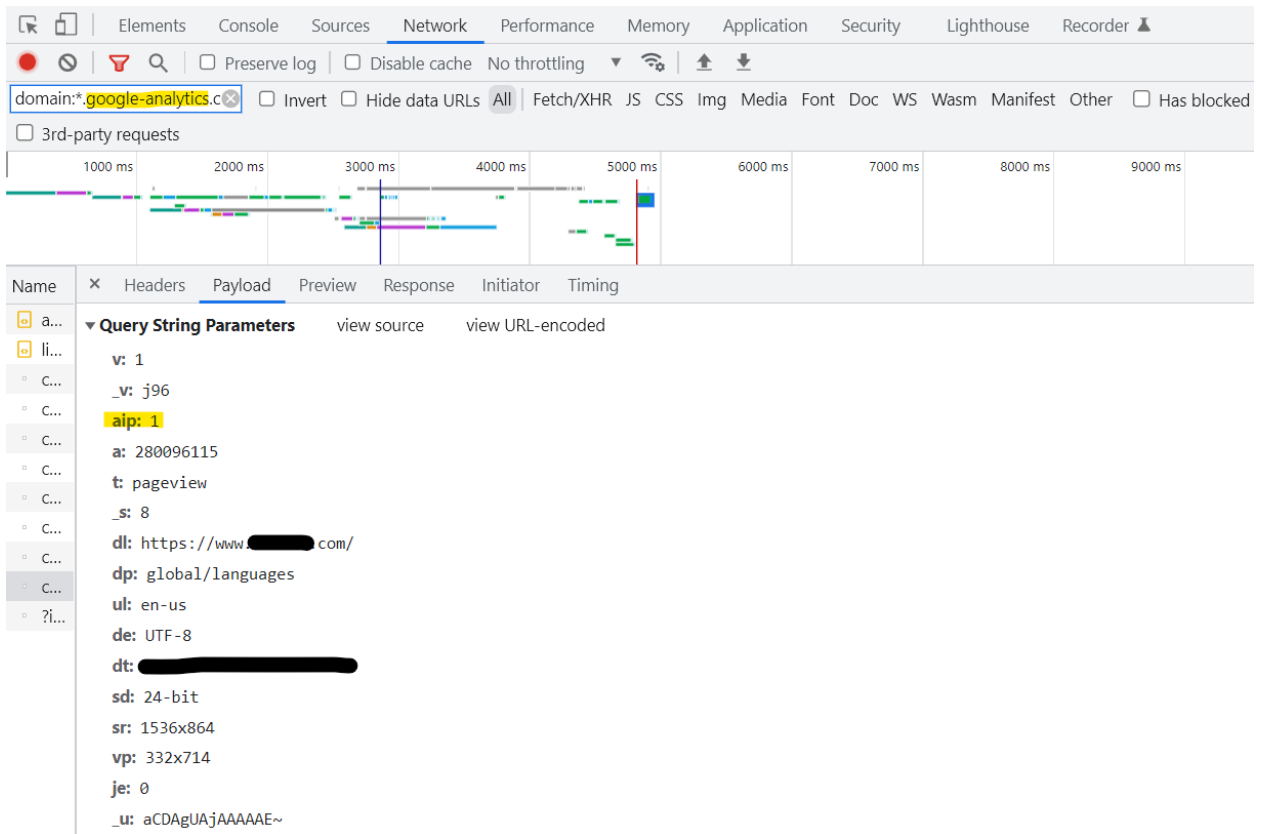 Elements Console Sources Network Performance Memory Application Security Lighthouse Recorder
Preserve log Disable cache No throttling
domain:*.google-analytics.c Invert Hide data URLs All Fetch/XHR JS CSS Img Media Font Doc WS Wasm Manifest Other Has blocked
3rd-party requests
1000 ms 2000 ms 3000 ms 4000 ms 5000 ms 6000 ms 7000 ms 8000 ms 9000 ms
Name × Headers Payload Preview Response Initiator Timing
a...
li...
c...
c...
c...
c...
c...
c...
c...
c...
?i...
Query String Parameters view source view URL-encoded
v: 1
_v: j96
aip: 1
a: 280096115
t: pageview
_s: 8
dl: https://www. .com/
dp: global/languages
ul: en-us
de: UTF-8
dt:
sd: 24-bit
sr: 1536x864
vp: 332x714
je: 0
_u: aCDAgUAjAAAAAE~